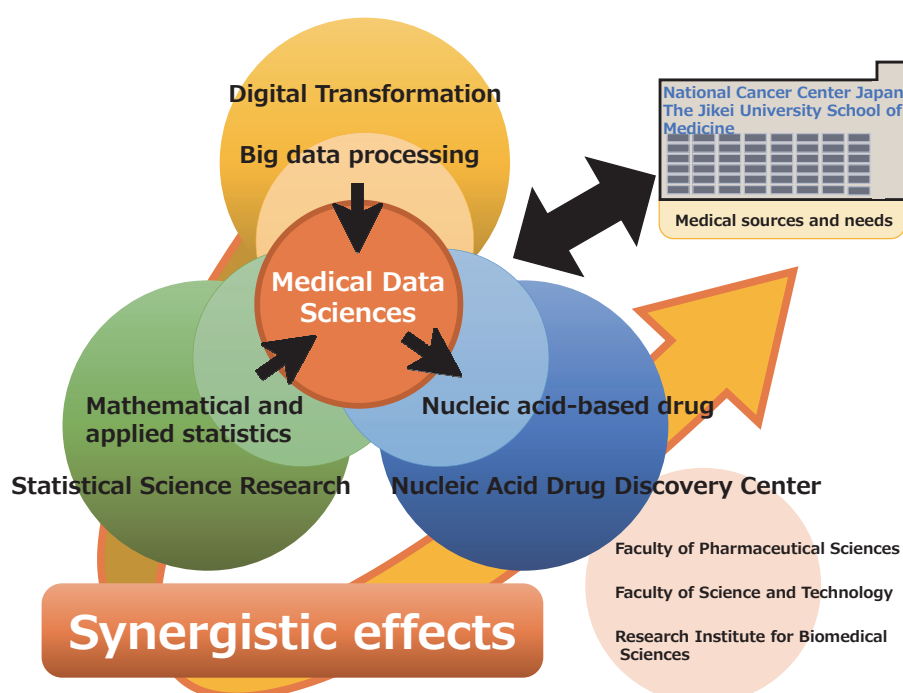 Digital Transformation
Big data processing
National Cancer Center Japan
The Jikei University School of
Medicine
Medical sources and needs
Medical Data
Sciences
Mathematical and
applied statistics
Nucleic acid-based drug
Statistical Science Research
Nucleic Acid Drug Discovery Center
Faculty of Pharmaceutical Sciences
Faculty of Science and Technology
Research Institute for Biomedical
Sciences
Synergistic effects